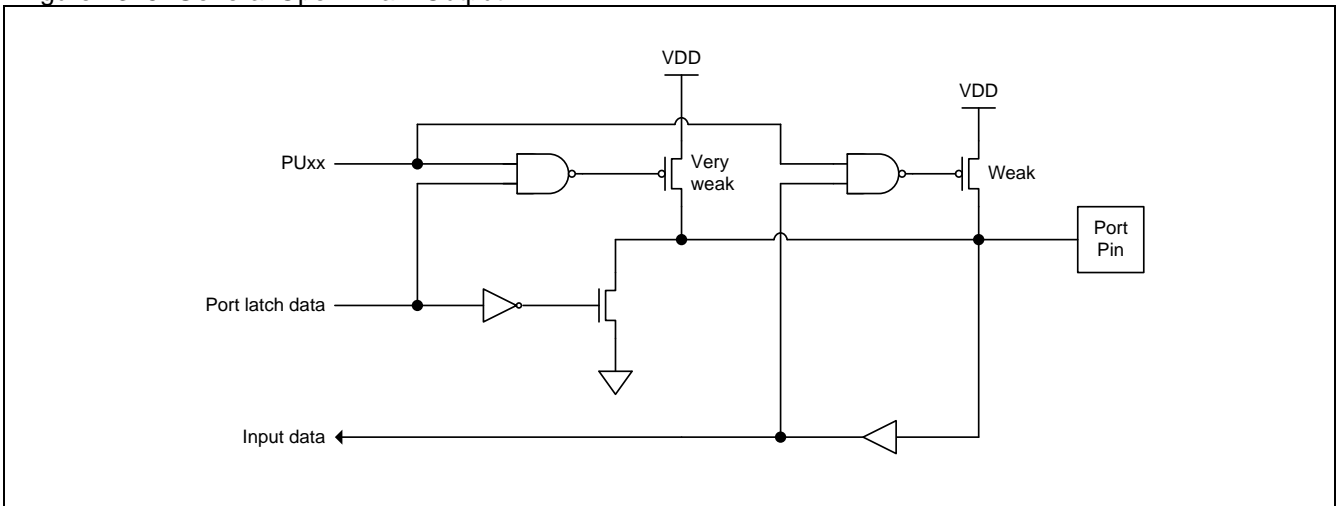 VDD
VDD
PUxx
Very
weak
Weak
Port
Pin
Port latch data
Input data